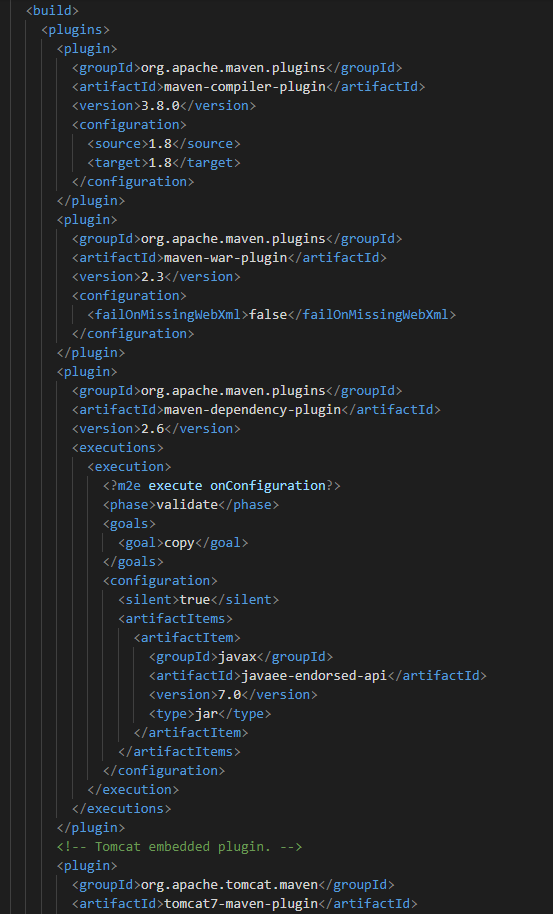 <build>
<plugins>
<plugin>
<groupId>org.apache.maven.plugins</groupId>
<artifactId>maven-compiler-plugin</artifactId>
<version>3.8.0</version>
<configuration>
<source>1.8</source>
<target>1.8</target>
</configuration>
</plugin>
<plugin>
<groupId>org.apache.maven.plugins</groupId>
<artifactId>maven-war-plugin</artifactId>
<version>2.3</version>
<configuration>
<failOnMissingWebXml>false</failOnMissingWebXml>
</configuration>
</plugin>
<plugin>
<groupId>org.apache.maven.plugins</groupId>
<artifactId>maven-dependency-plugin</artifactId>
<version>2.6</version>
<executions>
<execution>
<?m2e execute onConfiguration?>
<phase>validate</phase>
<goals>
<goal>copy</goal>
</goals>
<configuration>
<silent>true</silent>
<artifactItems>
<artifactItem>
<groupId>javax</groupId>
<artifactId>javaee-endorsed-api</artifactId>
<version>7.0</version>
<type>jar</type>
</artifactItem>
</artifactItems>
</configuration>
</execution>
</executions>
</plugin>
<!-- Tomcat embedded plugin. -->
<plugin>
<groupId>org.apache.tomcat.maven</groupId>
<artifactId>tomcat7-maven-plugin</artifactId>